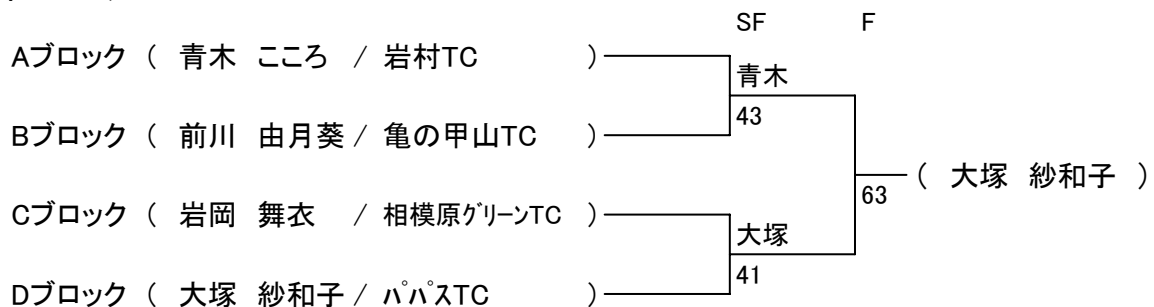 SF F
Aブロック ( 青木 こころ / 岩村TC )
青木
43
Bブロック ( 前川 由月葵 / 亀の甲山TC )
( 大塚 紗和子 )
63
Cブロック ( 岩岡 舞衣 / 相模原ｸﾞﾘｰﾝTC )
大塚
41
Dブロック ( 大塚 紗和子 / ﾊﾟﾊﾟｽTC )